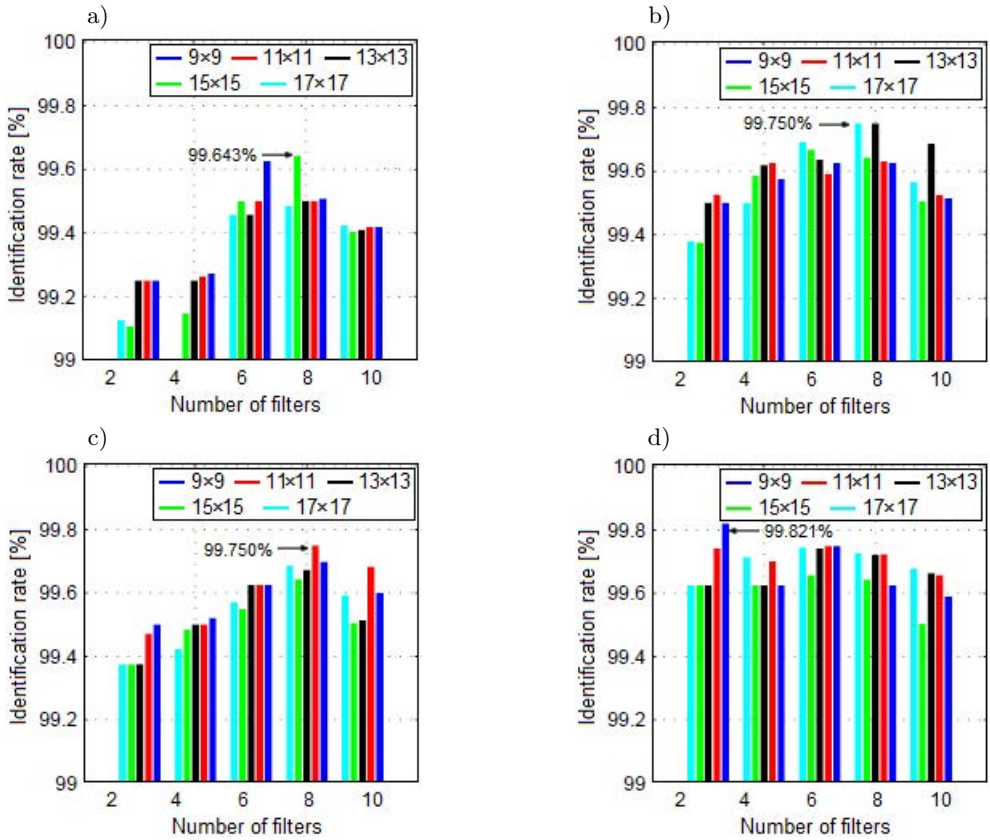 a)
100
99.8
99.6
99.4
99.2
99
Identification rate [%]
9×9 11×11 13×13
15×15 17×17
99.643%
2 4 6 8 10
Number of filters
b)
100
99.8
99.6
99.4
99.2
99
Identification rate [%]
9×9 11×11 13×13
15×15 17×17
99.750%
2 4 6 8 10
Number of filters
c)
100
99.8
99.6
99.4
99.2
99
Identification rate [%]
9×9 11×11 13×13
15×15 17×17
99.750%
2 4 6 8 10
Number of filters
d)
100
99.8
99.6
99.4
99.2
99
Identification rate [%]
9×9 11×11 13×13
15×15 17×17
99.821%
2 4 6 8 10
Number of filters